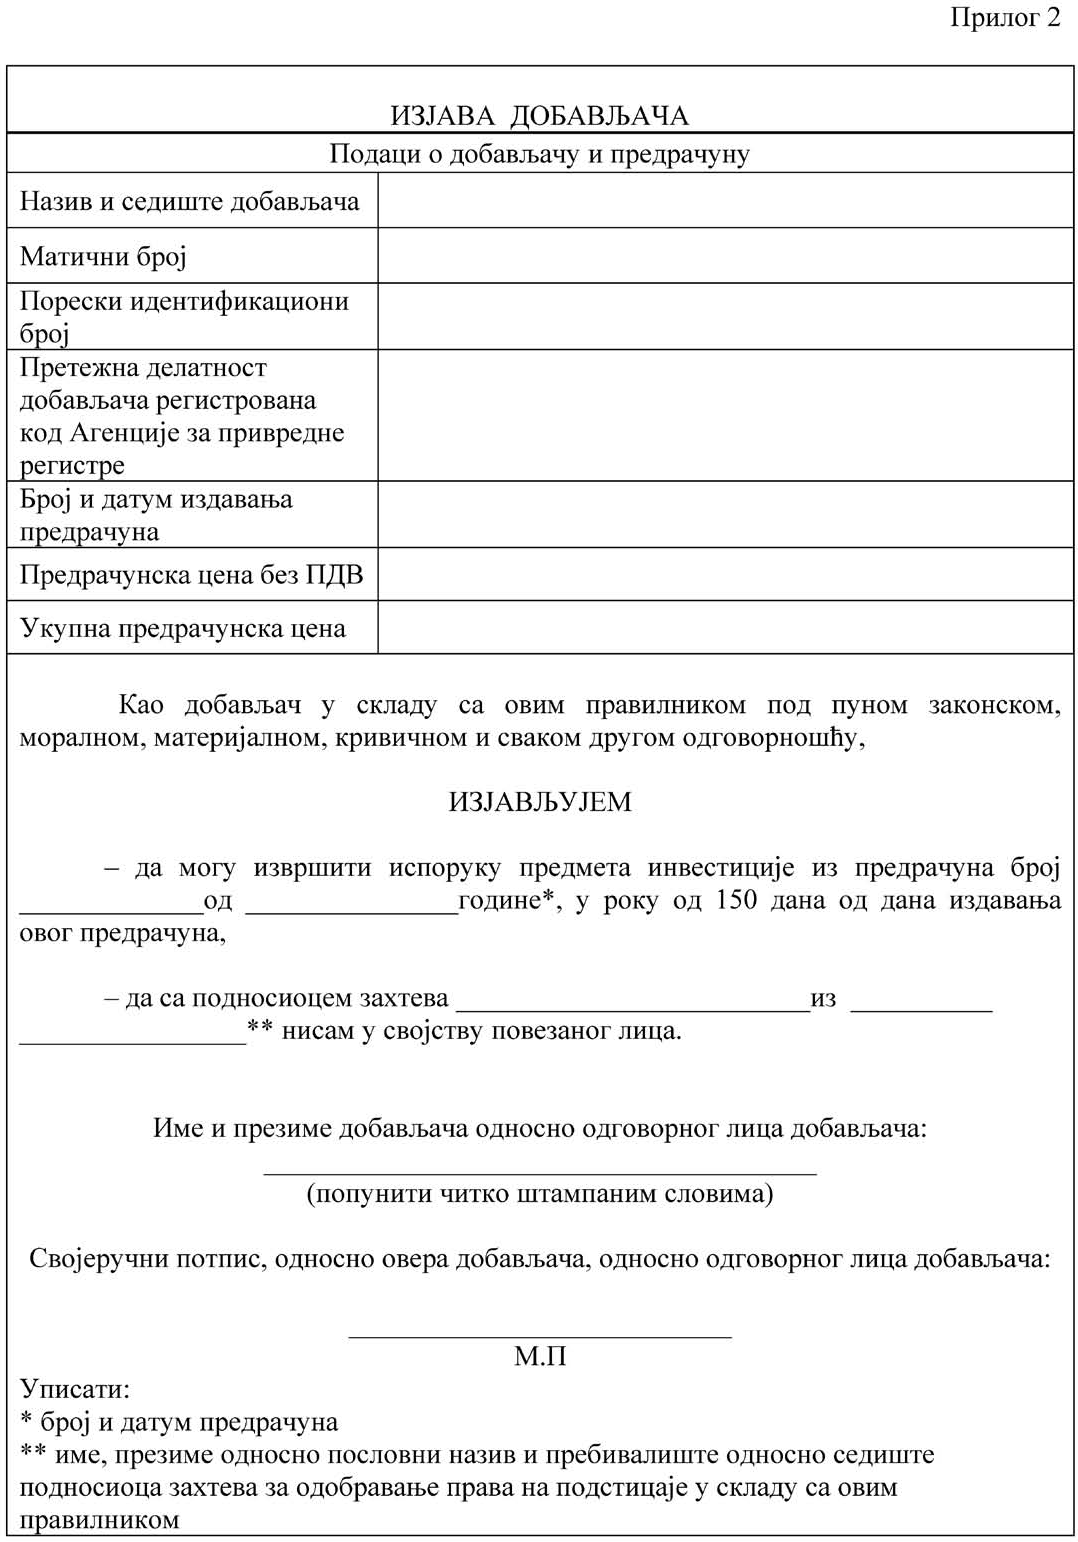 Прилог 2
ИЗЈАВА ДОБАВЉАЧА
Подаци о добављачу и предрачуну
Назив и седиште добављача
Матични број
Порески идентификациони
број
Претежна делатност
добављача регистрована
код Агенције за привредне
регистре
Број и датум издавања
предрачуна
Предрачунска цена без ПДВ
Укупна предрачунска цена
Као добављач у складу са овим правилником под пуном законском,
моралном, материјалном, кривичном и сваком другом одговорношћу,
ИЗЈАВЉУЈЕМ
– да могу извршити испоруку предмета инвестиције из предрачуна број
_____________од _______________године*, у року од 150 дана од дана издавања
овог предрачуна,
– да са подносиоцем захтева _________________________из __________
________________** нисам у својству повезаног лица.
Име и презиме добављача односно одговорног лица добављача:
_______________________________________
(попунити читко штампаним словима)
Својеручни потпис, односно овера добављача, односно одговорног лица добављача:
___________________________
М.П
Уписати:
* број и датум предрачуна
** име, презиме односно пословни назив и пребивалиште односно седиште
подносиоца захтева за одобравање права на подстицаје у складу са овим
правилником